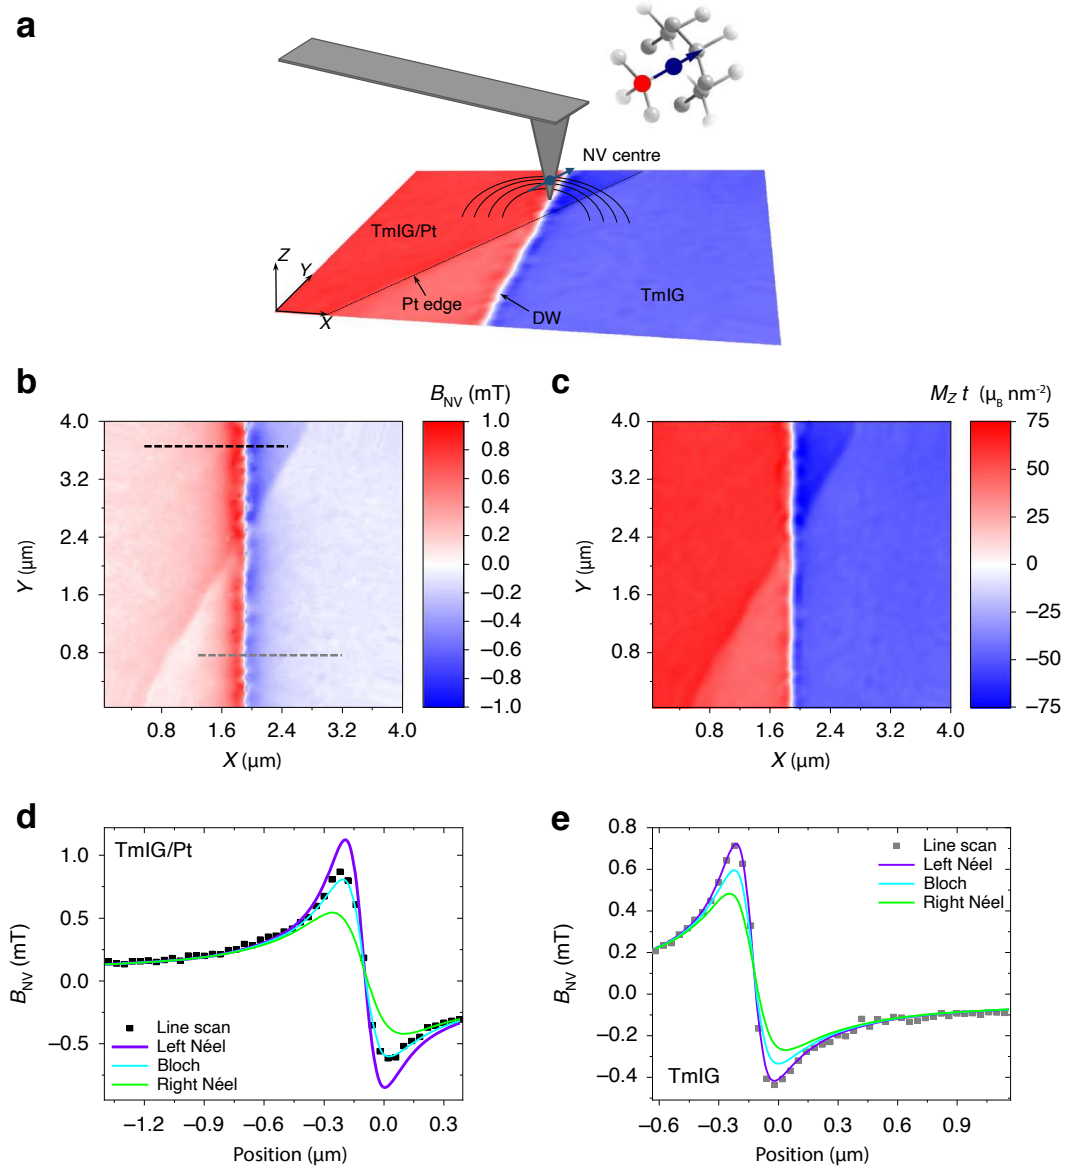 a
NV centre
TmIG/Pt
Z
Y
X
Pt edge
DW
TmIG
b
B_NV (mT)
4.0
3.2
2.4
1.6
0.8
Y (µm)
0.8 1.6 2.4 3.2 4.0
X (µm)
1.0
0.8
0.6
0.4
0.2
0.0
−0.2
−0.4
−0.6
−0.8
−1.0
c
M_Z t (µ_B nm⁻²)
4.0
3.2
2.4
1.6
0.8
Y (µm)
0.8 1.6 2.4 3.2 4.0
X (µm)
75
50
25
0
−25
−50
−75
d
TmIG/Pt
1.0
0.5
0.0
−0.5
B_NV (mT)
Line scan
Left Néel
Bloch
Right Néel
−1.2 −0.9 −0.6 −0.3 0.0 0.3
Position (µm)
e
0.8
0.6
0.4
0.2
0.0
−0.2
−0.4
B_NV (mT)
Line scan
Left Néel
Bloch
Right Néel
TmIG
−0.6 −0.3 0.0 0.3 0.6 0.9
Position (µm)